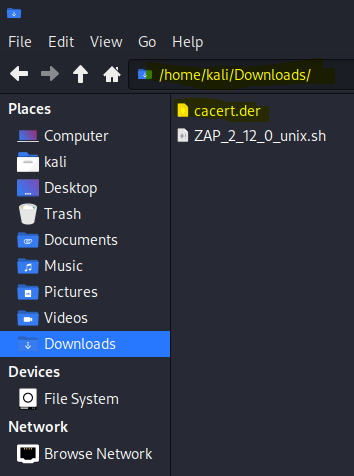 File Edit View Go Help
/home/kali/Downloads/
Places
Computer
kali
Desktop
Trash
Documents
Music
Pictures
Videos
Downloads
Devices
File System
Network
Browse Network
cacert.der
ZAP_2_12_0_unix.sh